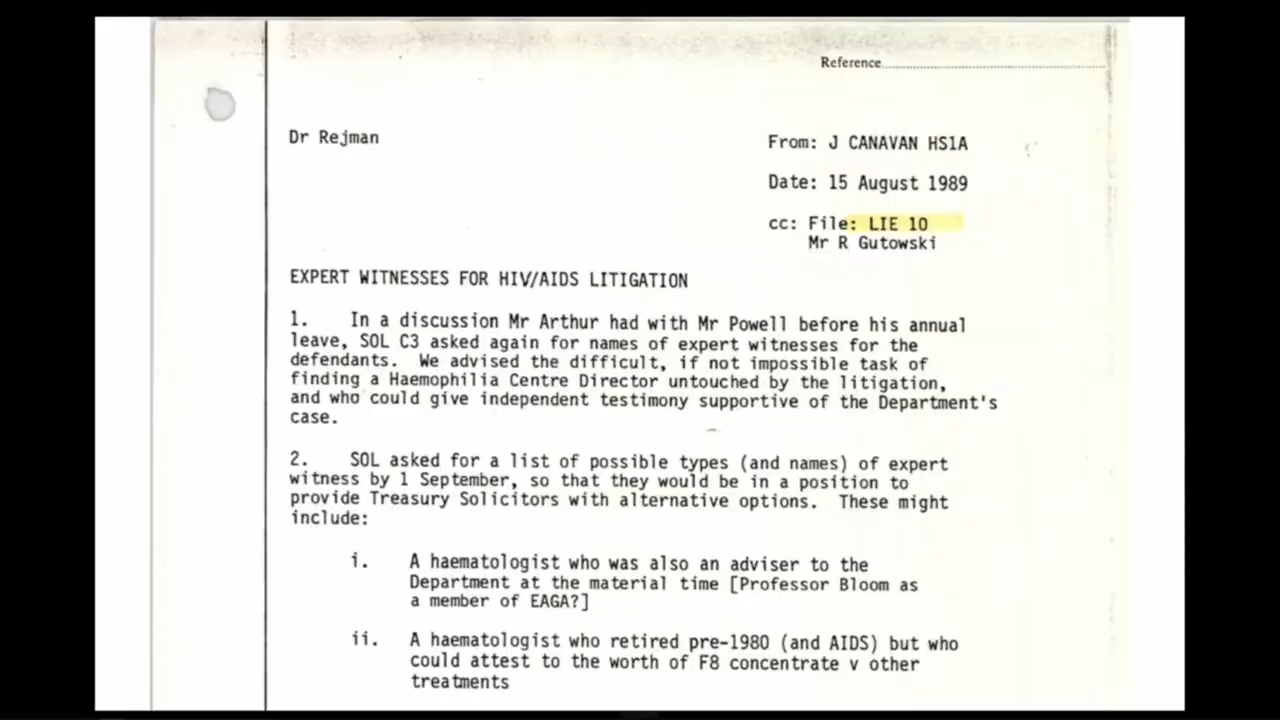 Reference
Dr Rejman
From: J CANAVAN HS1A
Date: 15 August 1989
cc: File: LIE 10
Mr R Gutowski
EXPERT WITNESSES FOR HIV/AIDS LITIGATION
1. In a discussion Mr Arthur had with Mr Powell before his annual
leave, SOL C3 asked again for names of expert witnesses for the
defendants. We advised the difficult, if not impossible task of
finding a Haemophilia Centre Director untouched by the litigation,
and who could give independent testimony supportive of the Department's
case.
2. SOL asked for a list of possible types (and names) of expert
witness by 1 September, so that they would be in a position to
provide Treasury Solicitors with alternative options. These might
include:
i. A haematologist who was also an adviser to the
Department at the material time [Professor Bloom as
a member of EAGA?]
ii. A haematologist who retired pre-1980 (and AIDS) but who
could attest to the worth of F8 concentrate v other
treatments